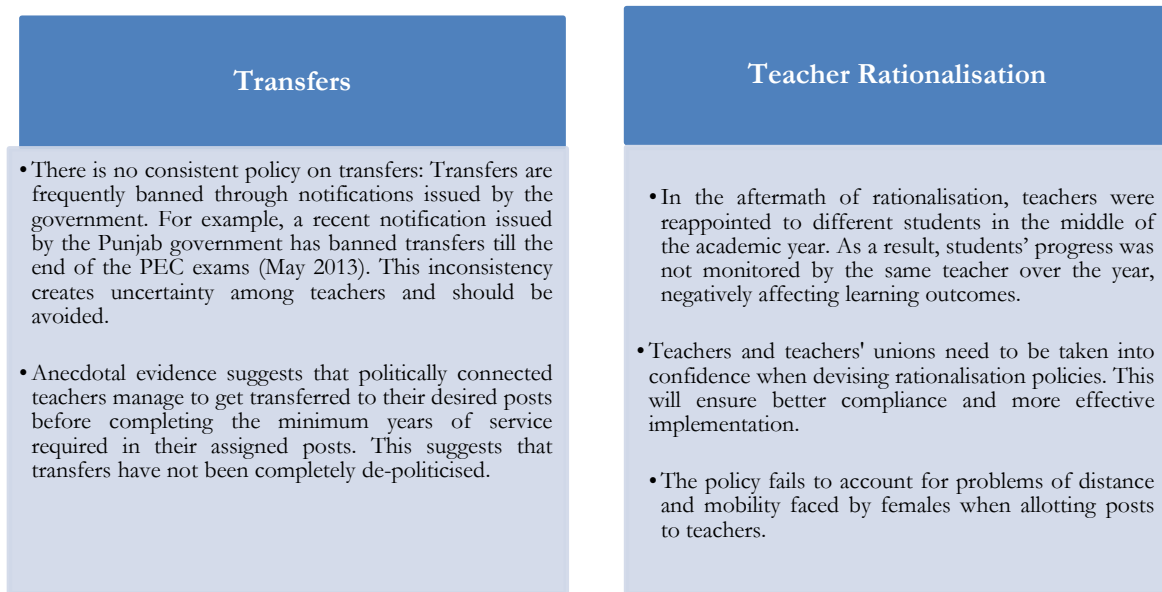 Transfers
• There is no consistent policy on transfers: Transfers are
frequently banned through notifications issued by the
government. For example, a recent notification issued
by the Punjab government has banned transfers till the
end of the PEC exams (May 2013). This inconsistency
creates uncertainty among teachers and should be
avoided.
• Anecdotal evidence suggests that politically connected
teachers manage to get transferred to their desired posts
before completing the minimum years of service
required in their assigned posts. This suggests that
transfers have not been completely de-politicised.
Teacher Rationalisation
• In the aftermath of rationalisation, teachers were
reappointed to different students in the middle of
the academic year. As a result, students’ progress was
not monitored by the same teacher over the year,
negatively affecting learning outcomes.
• Teachers and teachers' unions need to be taken into
confidence when devising rationalisation policies. This
will ensure better compliance and more effective
implementation.
• The policy fails to account for problems of distance
and mobility faced by females when allotting posts
to teachers.